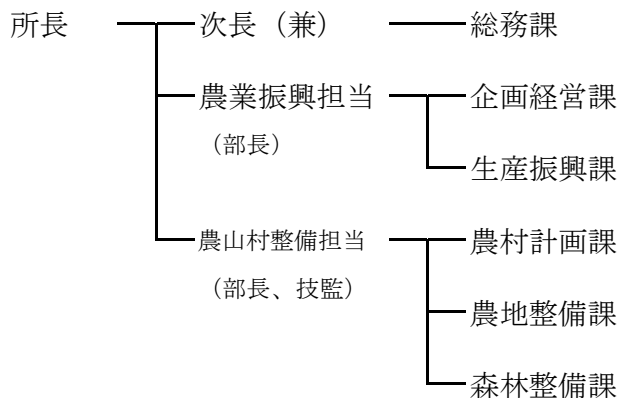 所長 次長（兼） 総務課
農業振興担当 企画経営課
（部長）
生産振興課
農山村整備担当 農村計画課
（部長、技監）
農地整備課
森林整備課